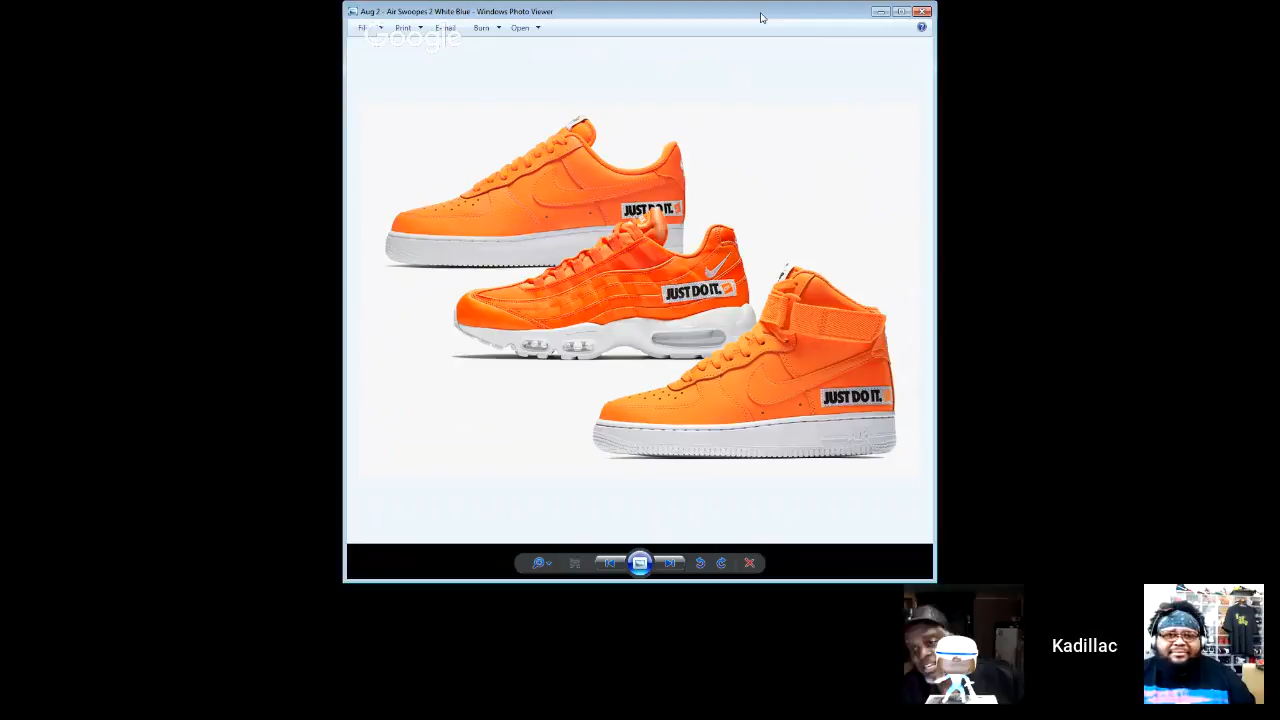 Aug 2 - Air Swoopes 2 White Blue - Windows Photo Viewer
Print E-mail Burn Open
Google
JUST DO IT.
JUST DO IT.
JUST DO IT.
Kadillac